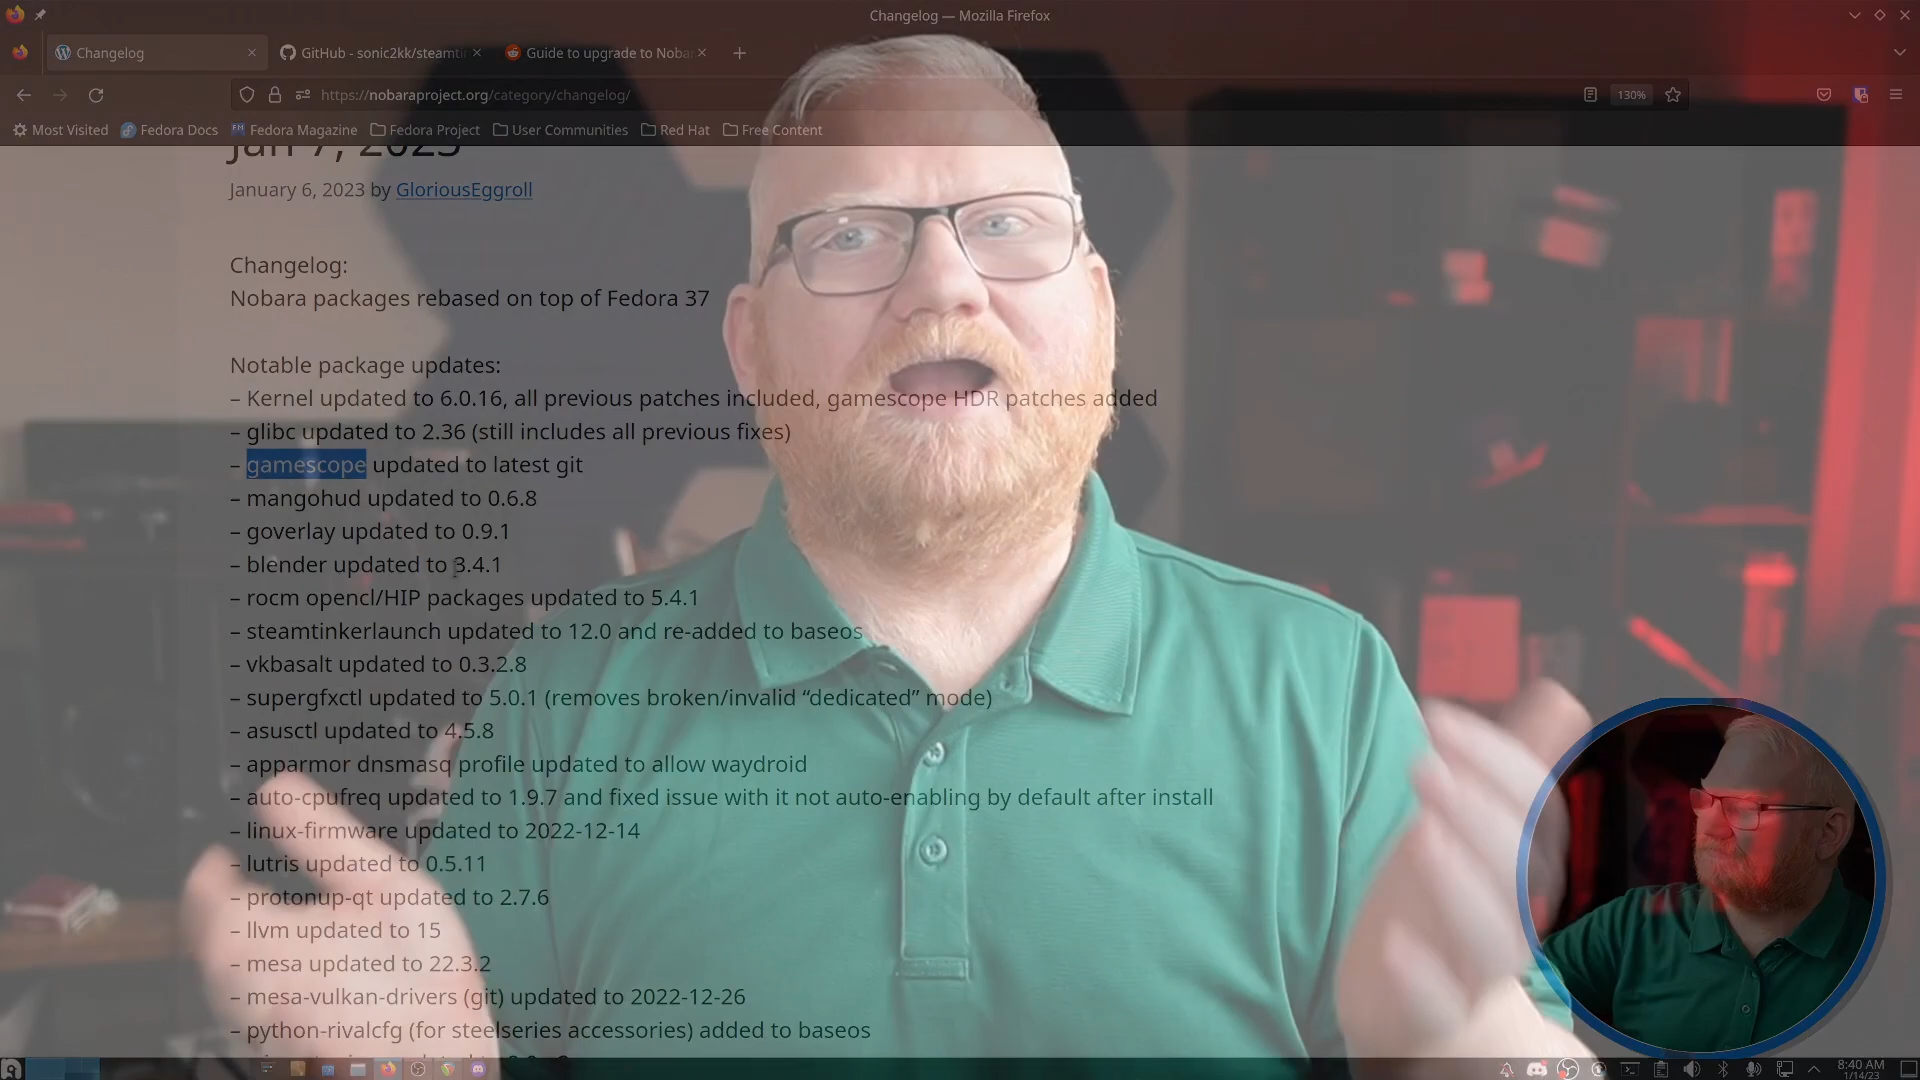 Changelog — Mozilla Firefox
Changelog
GitHub - sonic2kk/steamti
Guide to upgrade to Nobar
https://nobaraproject.org/category/changelog/
130%
Most Visited
Fedora Docs
Fedora Magazine
Fedora Project
User Communities
Red Hat
Free Content
Jan 7, 2023
January 6, 2023 by GloriousEggroll
Changelog:
Nobara packages rebased on top of Fedora 37
Notable package updates:
– Kernel updated to 6.0.16, all previous patches included, gamescope HDR patches added
– glibc updated to 2.36 (still includes all previous fixes)
– gamescope updated to latest git
– mangohud updated to 0.6.8
– goverlay updated to 0.9.1
– blender updated to 3.4.1
– rocm opencl/HIP packages updated to 5.4.1
– steamtinkerlaunch updated to 12.0 and re-added to baseos
– vkbasalt updated to 0.3.2.8
– supergfxctl updated to 5.0.1 (removes broken/invalid “dedicated” mode)
– asusctl updated to 4.5.8
– apparmor dnsmasq profile updated to allow waydroid
– auto-cpufreq updated to 1.9.7 and fixed issue with it not auto-enabling by default after install
– linux-firmware updated to 2022-12-14
– lutris updated to 0.5.11
– protonup-qt updated to 2.7.6
– llvm updated to 15
– mesa updated to 22.3.2
– mesa-vulkan-drivers (git) updated to 2022-12-26
– python-rivalcfg (for steelseries accessories) added to baseos
8:40 AM
1/14/23